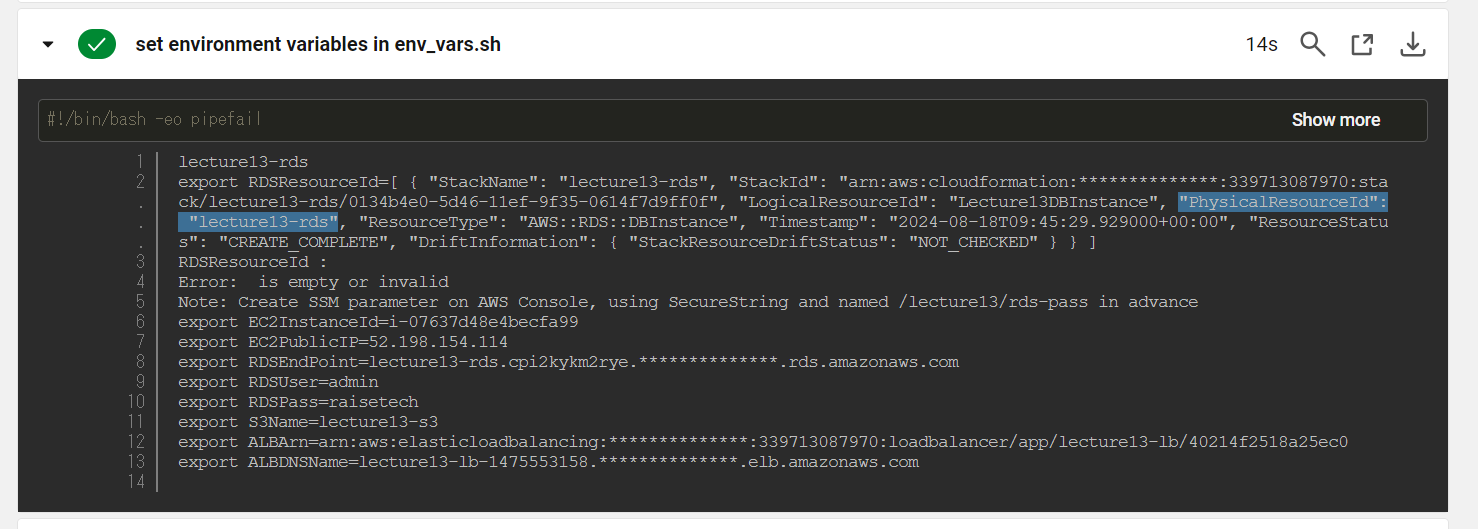 set environment variables in env_vars.sh
14s
#!/bin/bash -eo pipefail
Show more
1 lecture13-rds
2 export RDSResourceId=[ { "StackName": "lecture13-rds", "StackId": "arn:aws:cloudformation:**************:339713087970:sta
. ck/lecture13-rds/0134b4e0-5d46-11ef-9f35-0614f7d9ff0f", "LogicalResourceId": "Lecture13DBInstance", "PhysicalResourceId":
. "lecture13-rds", "ResourceType": "AWS::RDS::DBInstance", "Timestamp": "2024-08-18T09:45:29.929000+00:00", "ResourceStatu
. s": "CREATE_COMPLETE", "DriftInformation": { "StackResourceDriftStatus": "NOT_CHECKED" } } ]
3 RDSResourceId :
4 Error:  is empty or invalid
5 Note: Create SSM parameter on AWS Console, using SecureString and named /lecture13/rds-pass in advance
6 export EC2InstanceId=i-07637d48e4becfa99
7 export EC2PublicIP=52.198.154.114
8 export RDSEndPoint=lecture13-rds.cpi2kykm2rye.**************.rds.amazonaws.com
9 export RDSUser=admin
10 export RDSPass=raisetech
11 export S3Name=lecture13-s3
12 export ALBArn=arn:aws:elasticloadbalancing:**************:339713087970:loadbalancer/app/lecture13-lb/40214f2518a25ec0
13 export ALBDNSName=lecture13-lb-1475553158.**************.elb.amazonaws.com
14